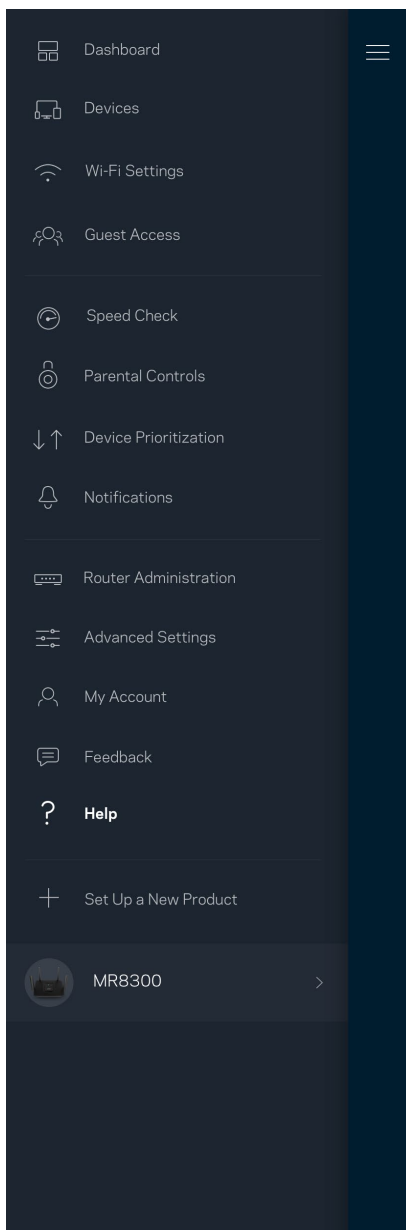 Dashboard
Devices
Wi-Fi Settings
Guest Access
Speed Check
Parental Controls
Device Prioritization
Notifications
Router Administration
Advanced Settings
My Account
Feedback
? Help
Set Up a New Product
MR8300